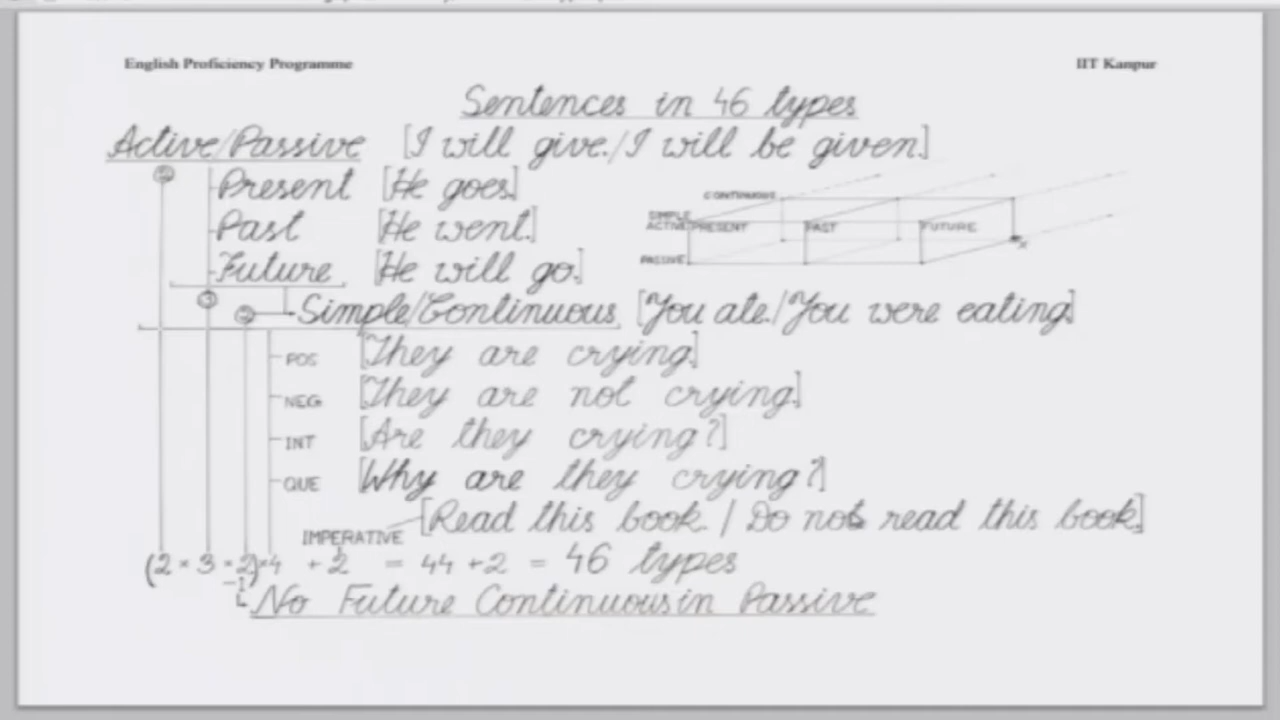 English Proficiency Programme IIT Kanpur
Sentences in 46 types
Active/Passive [I will give./I will be given.]
② Present [He goes.]
Past [He went.]
Future [He will go.]
CONTINUOUS
SIMPLE
ACTIVE PRESENT PAST FUTURE
PASSIVE X
③ ② Simple/Continuous [You ate./You were eating.]
POS [They are crying.]
NEG [They are not crying.]
INT [Are they crying?]
QUE [Why are they crying?]
IMPERATIVE [Read this book. / Do not read this book.]
(2 × 3 × 2 -1)×4 + 2 = 44 + 2 = 46 types
No Future Continuous in Passive